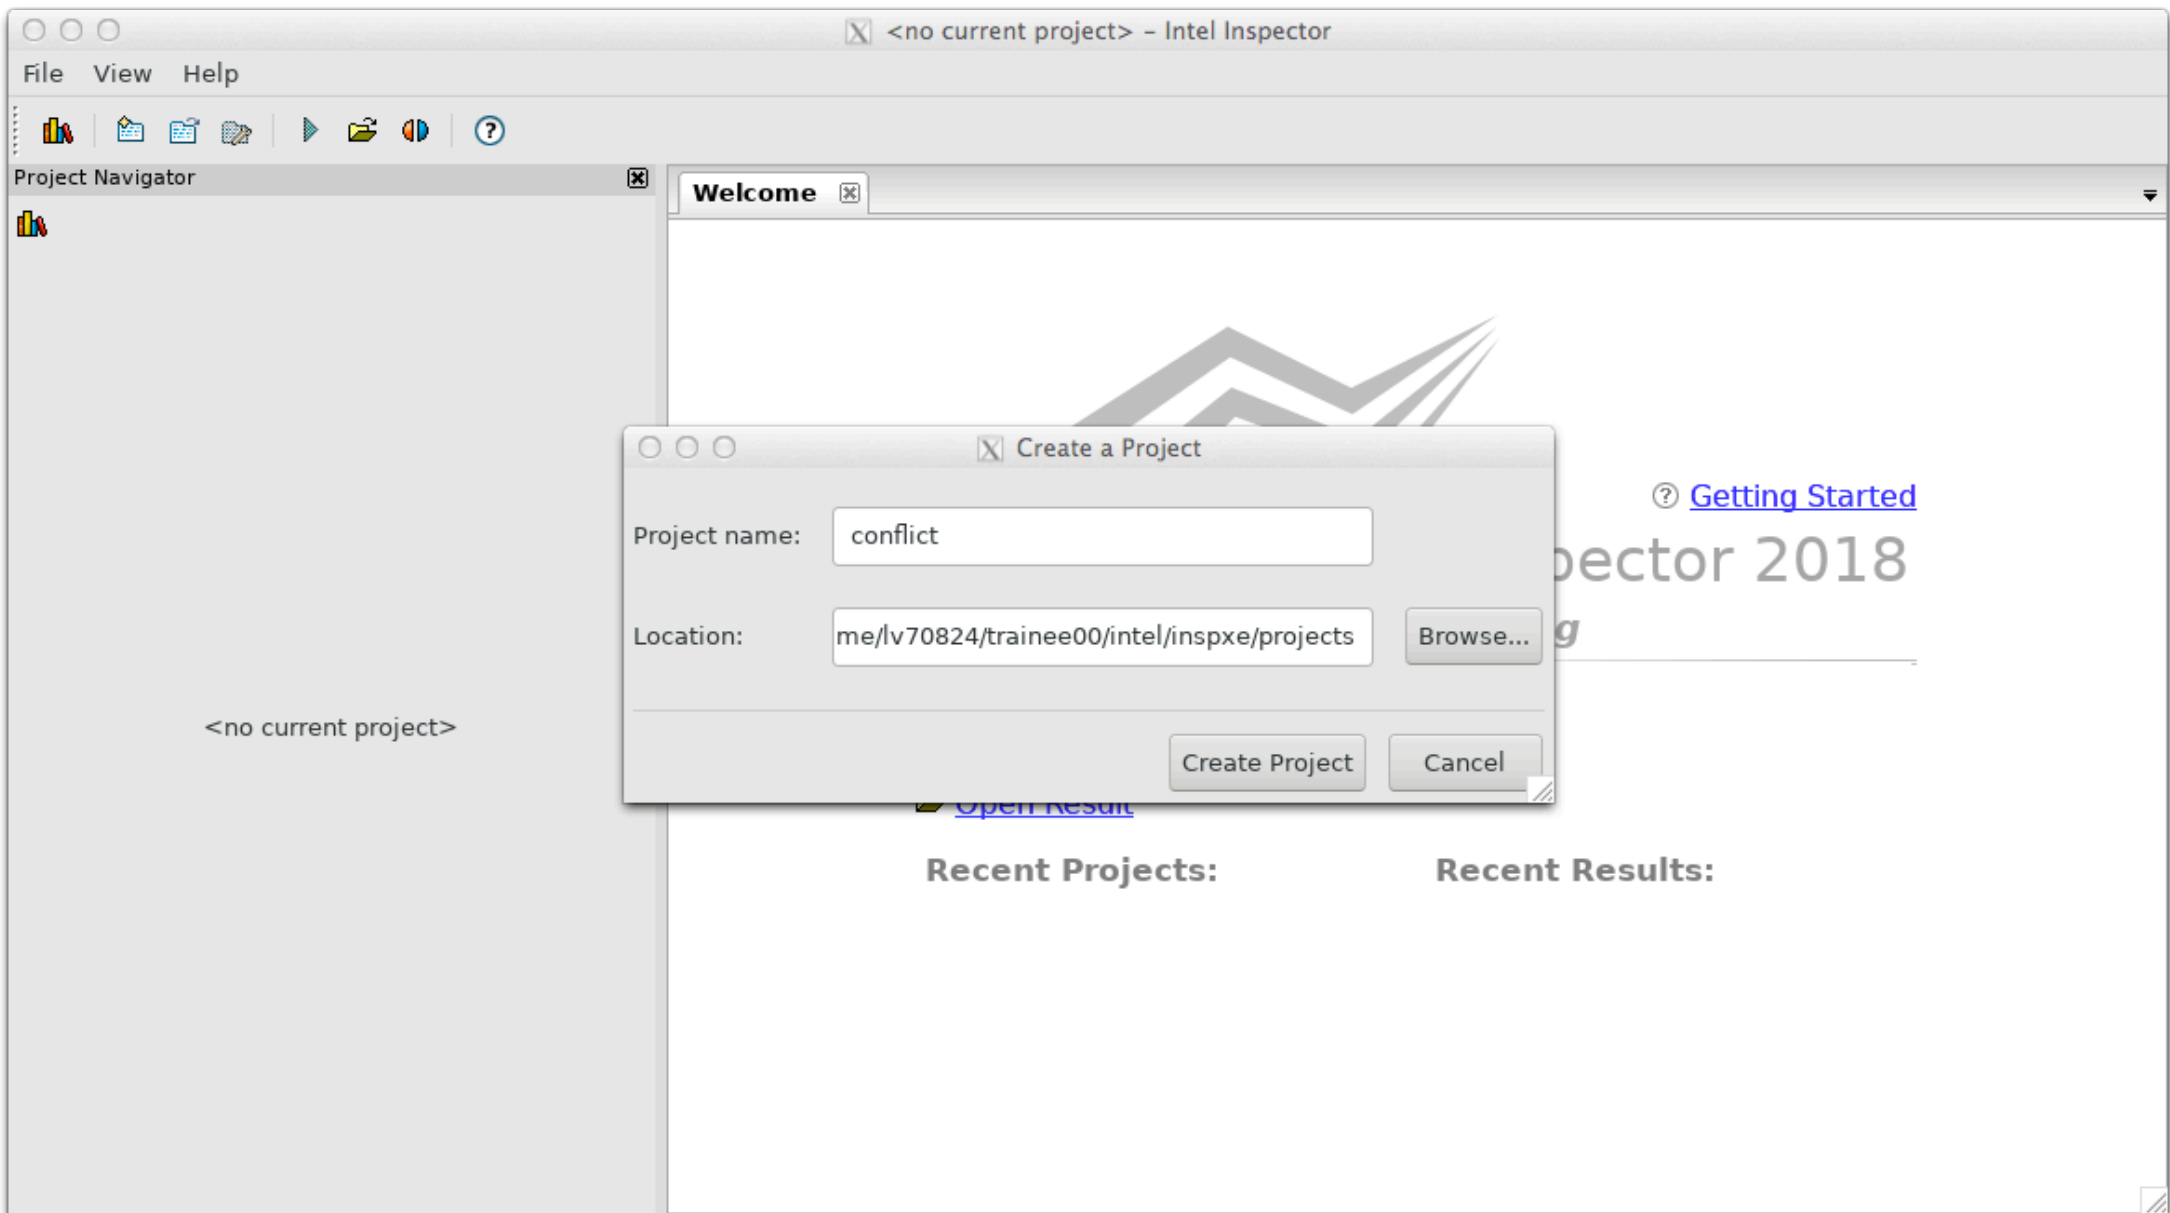 <no current project> – Intel Inspector
File View Help
Project Navigator
Welcome
<no current project>
Getting Started
pector 2018
g
Create a Project
Project name: conflict
Location: me/lv70824/trainee00/intel/inspxe/projects Browse...
Create Project Cancel
Open Result
Recent Projects: Recent Results: